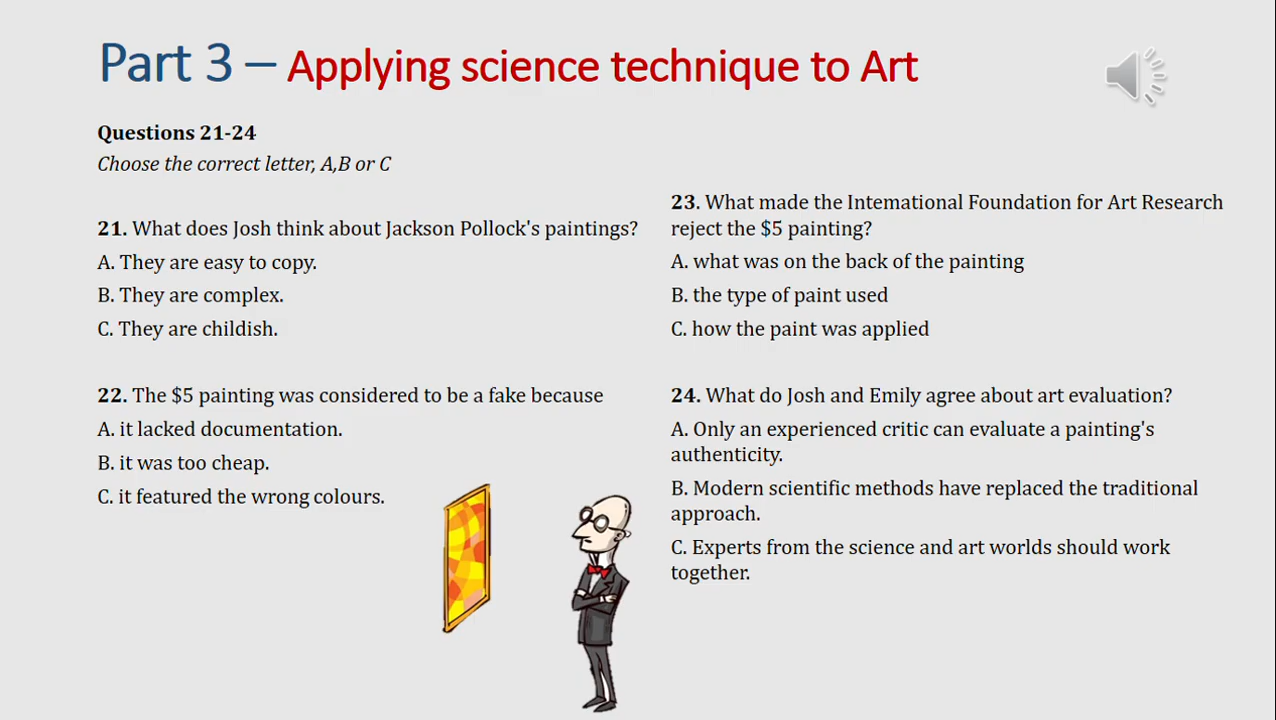 Part 3 – Applying science technique to Art
Questions 21-24
Choose the correct letter, A,B or C
21. What does Josh think about Jackson Pollock's paintings?
A. They are easy to copy.
B. They are complex.
C. They are childish.
22. The $5 painting was considered to be a fake because
A. it lacked documentation.
B. it was too cheap.
C. it featured the wrong colours.
23. What made the Intemational Foundation for Art Research
reject the $5 painting?
A. what was on the back of the painting
B. the type of paint used
C. how the paint was applied
24. What do Josh and Emily agree about art evaluation?
A. Only an experienced critic can evaluate a painting's
authenticity.
B. Modern scientific methods have replaced the traditional
approach.
C. Experts from the science and art worlds should work
together.